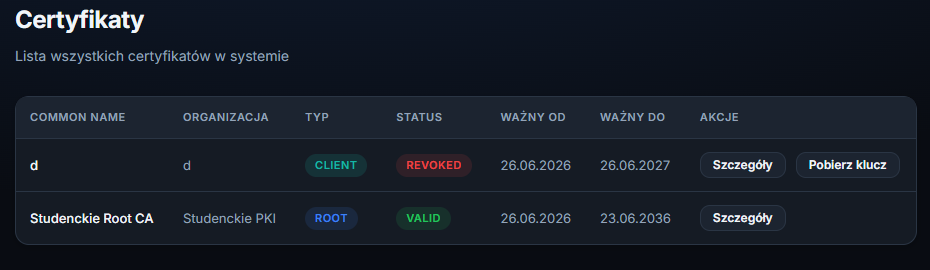 Certyfikaty
Lista wszystkich certyfikatów w systemie
COMMON NAME ORGANIZACJA TYP STATUS WAŻNY OD WAŻNY DO AKCJE
d d CLIENT REVOKED 26.06.2026 26.06.2027 Szczegóły Pobierz klucz
Studenckie Root CA Studenckie PKI ROOT VALID 26.06.2026 23.06.2036 Szczegóły